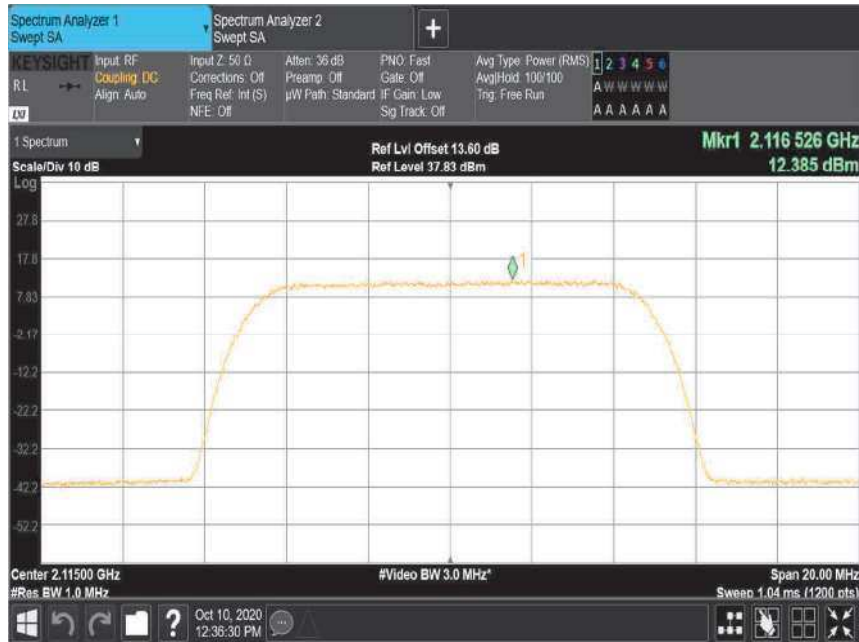 Spectrum Analyzer 1
Swept SA
Spectrum Analyzer 2
Swept SA
+
KEYSIGHT
RL
LXI
Input: RF
Coupling: DC
Align: Auto
Input Z: 50 Ω
Corrections: Off
Freq Ref: Int (S)
NFE: Off
Atten: 36 dB
Preamp: Off
µW Path: Standard
PNO: Fast
Gate: Off
IF Gain: Low
Sig Track: Off
Avg Type: Power (RMS)
Avg|Hold: 100/100
Trig: Free Run
1 2 3 4 5 6
A W W W W W
A A A A A A
1 Spectrum
Scale/Div 10 dB
Ref Lvl Offset 13.60 dB
Ref Level 37.83 dBm
Mkr1 2.116 526 GHz
12.385 dBm
Log
27.8
17.8
7.83
-2.17
-12.2
-22.2
-32.2
-42.2
-52.2
1
Center 2.11500 GHz
#Res BW 1.0 MHz
#Video BW 3.0 MHz*
Span 20.00 MHz
Sweep 1.04 ms (1200 pts)
?
Oct 10, 2020
12:36:30 PM